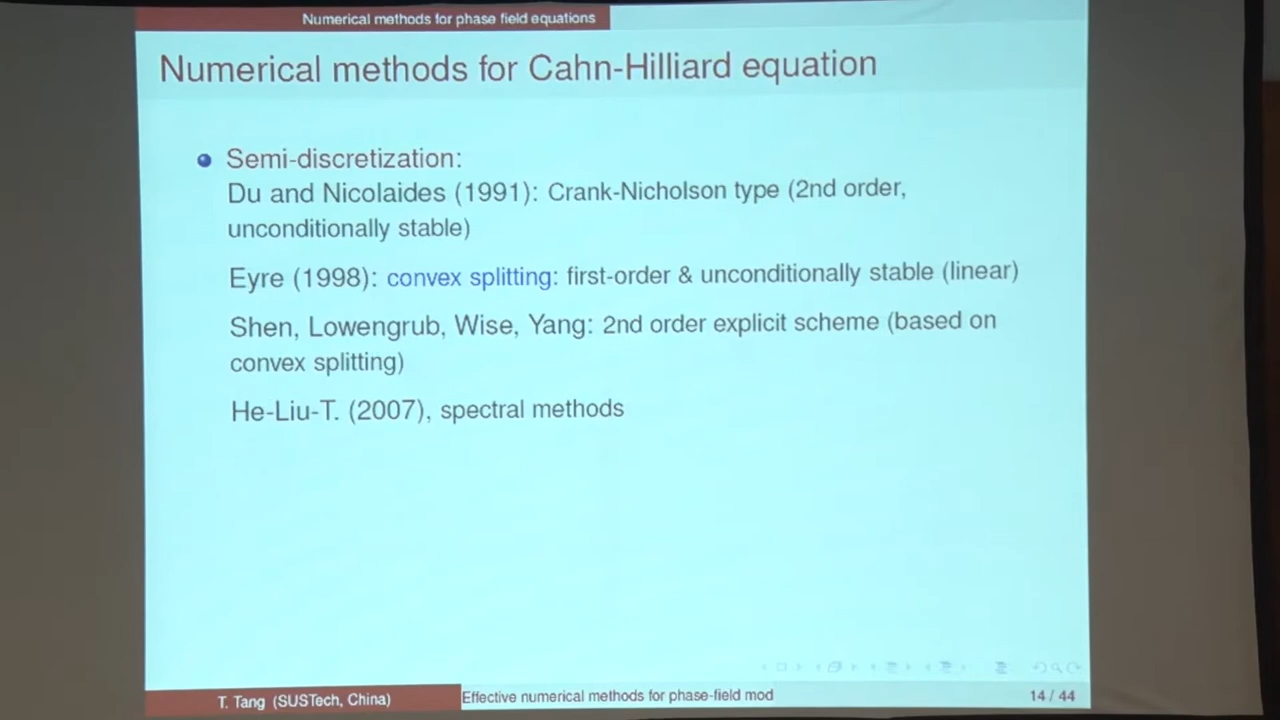 Numerical methods for phase field equations
Numerical methods for Cahn-Hilliard equation
Semi-discretization:
Du and Nicolaides (1991): Crank-Nicholson type (2nd order,
unconditionally stable)
Eyre (1998): convex splitting: first-order & unconditionally stable (linear)
Shen, Lowengrub, Wise, Yang: 2nd order explicit scheme (based on
convex splitting)
He-Liu-T. (2007), spectral methods
T. Tang (SUSTech, China)
Effective numerical methods for phase-field mod
14 / 44